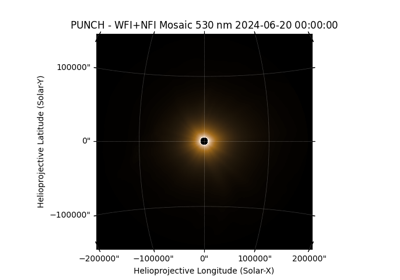 PUNCH - WFI+NFI Mosaic 530 nm 2024-06-20 00:00:00
Helioprojective Latitude (Solar-Y)
100000"
0"
−100000"
−200000"
−100000"
0"
100000"
200000"
Helioprojective Longitude (Solar-X)